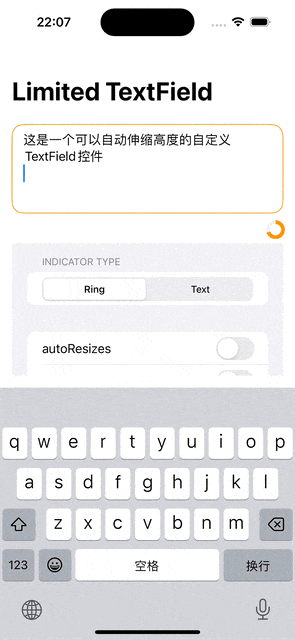 22:07
Limited TextField
这是一个可以自动伸缩高度的自定义
TextField控件
INDICATOR TYPE
Ring Text
autoResizes
q w e r t y u i o p
a s d f g h j k l
z x c v b n m
123 空格 换行